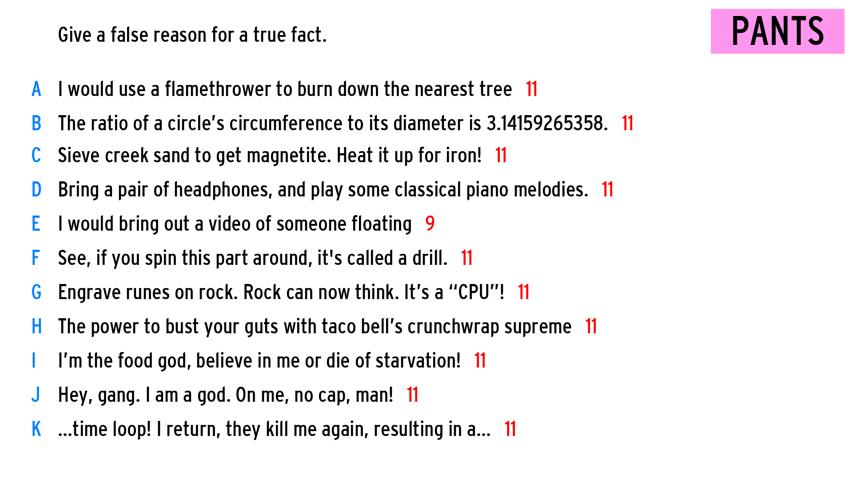 PANTS
Give a false reason for a true fact.
A I would use a flamethrower to burn down the nearest tree 11
B The ratio of a circle's circumference to its diameter is 3.14159265358. 11
C Sieve creek sand to get magnetite. Heat it up for iron! 11
D Bring a pair of headphones, and play some classical piano melodies. 11
E I would bring out a video of someone floating 9
F See, if you spin this part around, it's called a drill. 11
G Engrave runes on rock. Rock can now think. It's a “CPU”! 11
H The power to bust your guts with taco bell's crunchwrap supreme 11
I I'm the food god, believe in me or die of starvation! 11
J Hey, gang. I am a god. On me, no cap, man! 11
K ...time loop! I return, they kill me again, resulting in a... 11